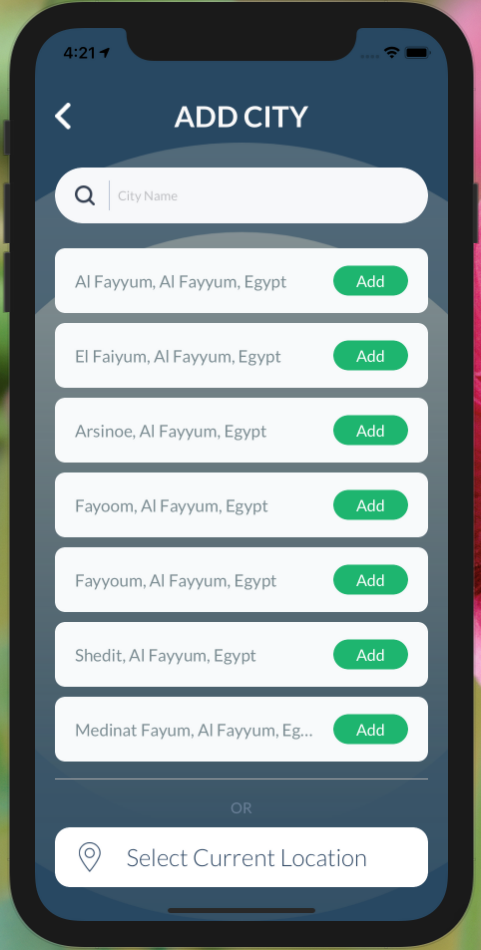 4:21
ADD CITY
City Name
Al Fayyum, Al Fayyum, Egypt Add
El Faiyum, Al Fayyum, Egypt Add
Arsinoe, Al Fayyum, Egypt Add
Fayoom, Al Fayyum, Egypt Add
Fayyoum, Al Fayyum, Egypt Add
Shedit, Al Fayyum, Egypt Add
Medinat Fayum, Al Fayyum, Eg... Add
OR
Select Current Location